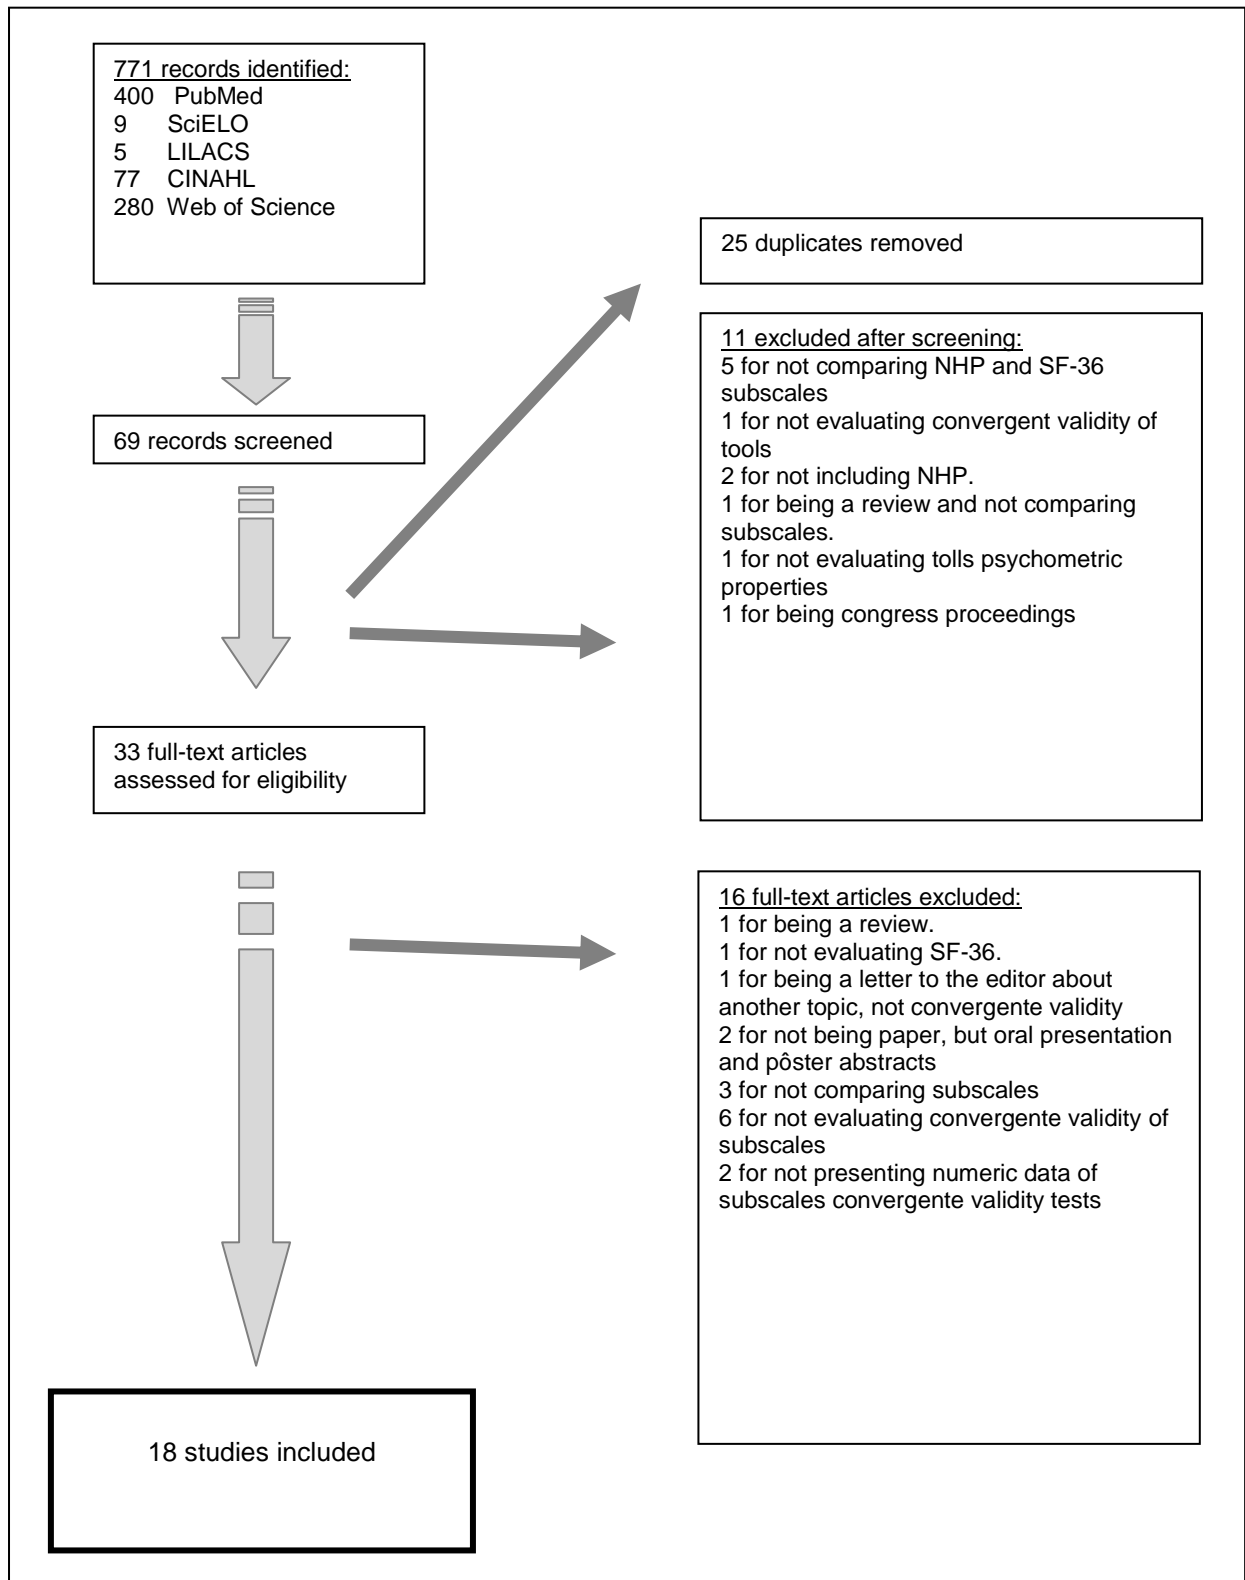 771 records identified:
400 PubMed
9 SciELO
5 LILACS
77 CINAHL
280 Web of Science
25 duplicates removed
11 excluded after screening:
5 for not comparing NHP and SF-36
subscales
1 for not evaluating convergent validity of
tools
2 for not including NHP.
1 for being a review and not comparing
subscales.
1 for not evaluating tolls psychometric
properties
1 for being congress proceedings
69 records screened
33 full-text articles
assessed for eligibility
16 full-text articles excluded:
1 for being a review.
1 for not evaluating SF-36.
1 for being a letter to the editor about
another topic, not convergente validity
2 for not being paper, but oral presentation
and pôster abstracts
3 for not comparing subscales
6 for not evaluating convergente validity of
subscales
2 for not presenting numeric data of
subscales convergente validity tests
18 studies included